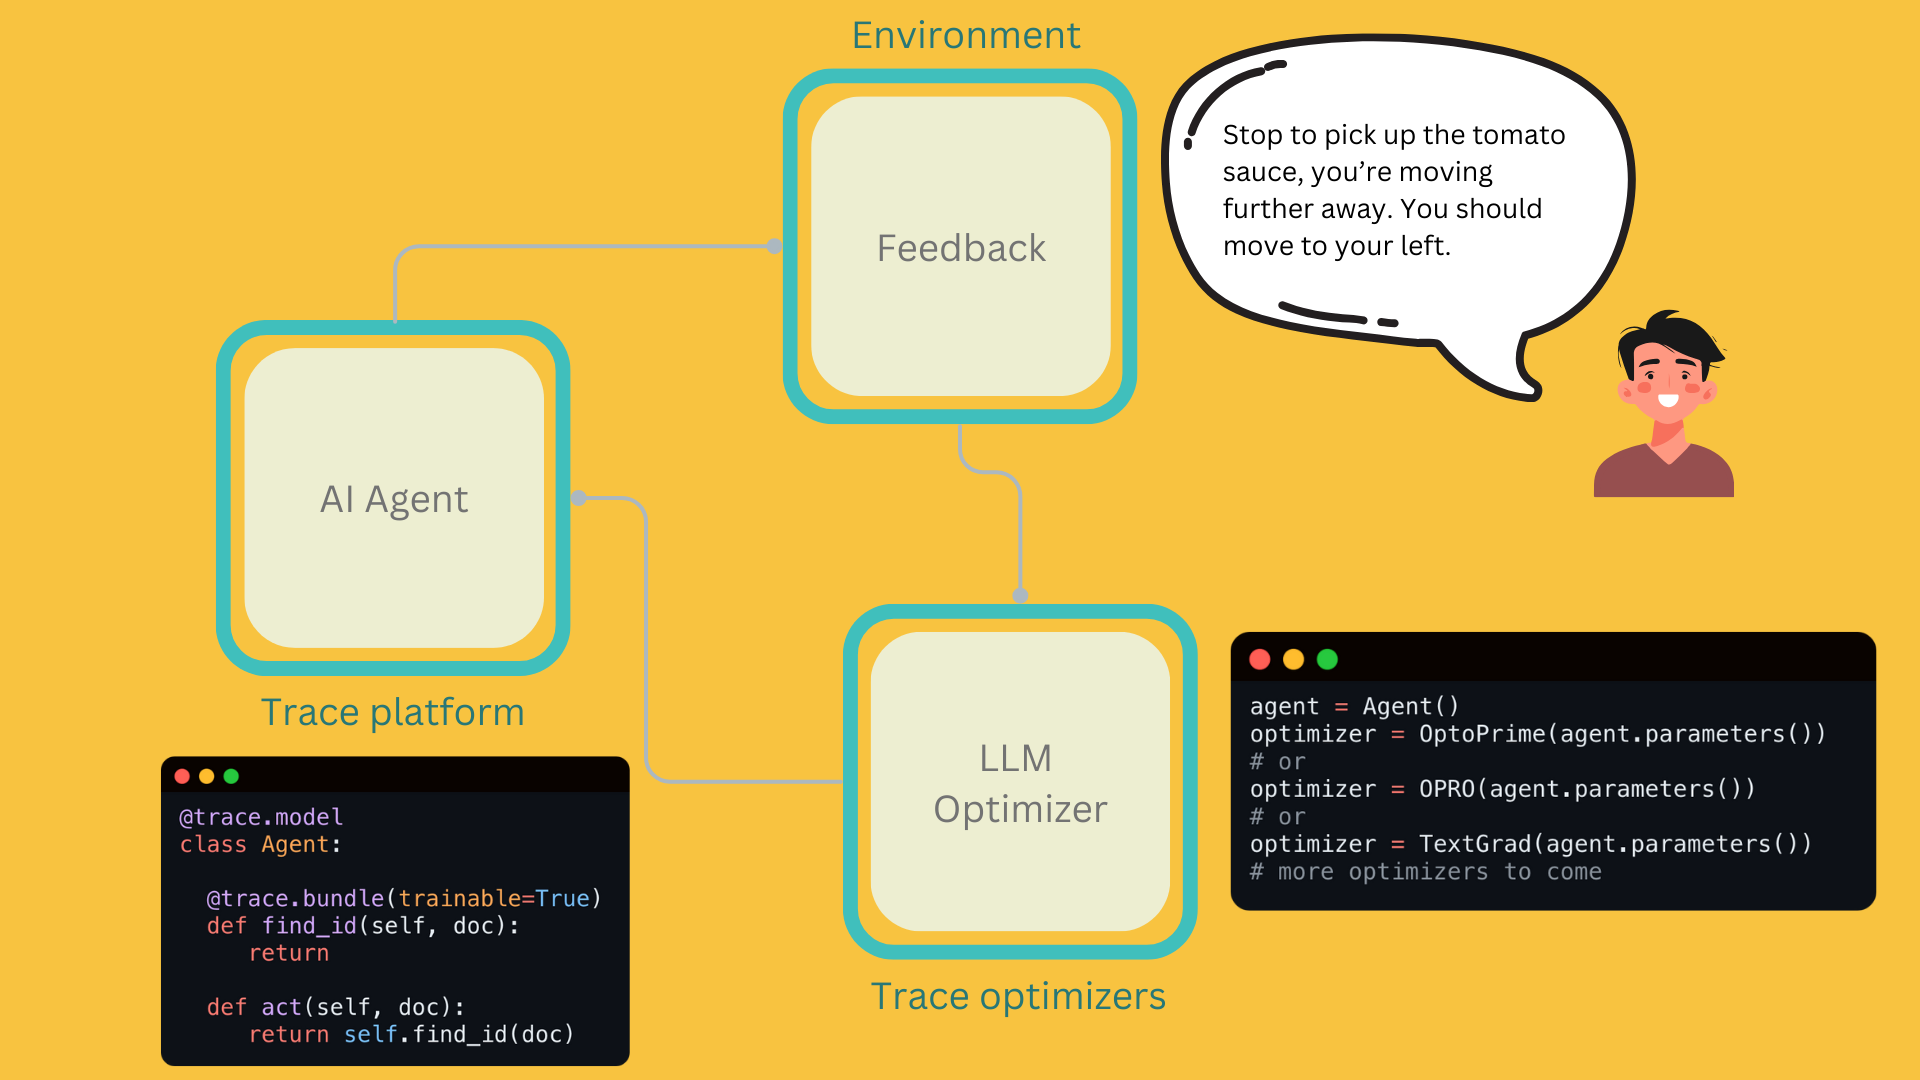 Environment
Feedback
Stop to pick up the tomato
sauce, you’re moving
further away. You should
move to your left.
AI Agent
Trace platform
@trace.model
class Agent:
  @trace.bundle(trainable=True)
  def find_id(self, doc):
     return
  def act(self, doc):
     return self.find_id(doc)
LLM
Optimizer
Trace optimizers
agent = Agent()
optimizer = OptoPrime(agent.parameters())
# or
optimizer = OPRO(agent.parameters())
# or
optimizer = TextGrad(agent.parameters())
# more optimizers to come